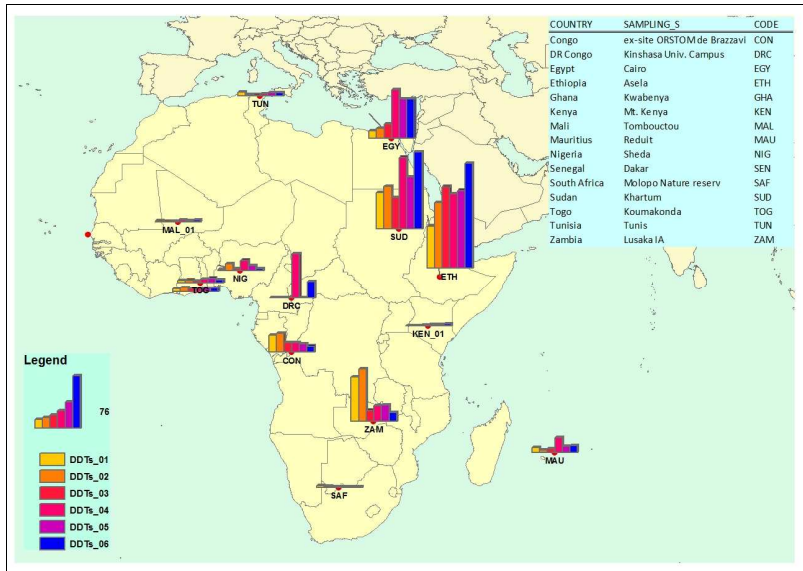 COUNTRY SAMPLING_S CODE
Congo ex-site ORSTOM de Brazzavi CON
DR Congo Kinshasa Univ. Campus DRC
Egypt Cairo EGY
Ethiopia Asela ETH
Ghana Kwabenya GHA
Kenya Mt. Kenya KEN
Mali Tombouctou MAL
Mauritius Reduit MAU
Nigeria Sheda NIG
Senegal Dakar SEN
South Africa Molopo Nature reserv SAF
Sudan Khartum SUD
Togo Koumakonda TOG
Tunisia Tunis TUN
Zambia Lusaka IA ZAM
TUN
EGY
MAL_01
SUD
NIG
ETH
TOG
DRC
KEN_01
CON
ZAM
MAU
SAF
Legend
76
DDTs_01
DDTs_02
DDTs_03
DDTs_04
DDTs_05
DDTs_06